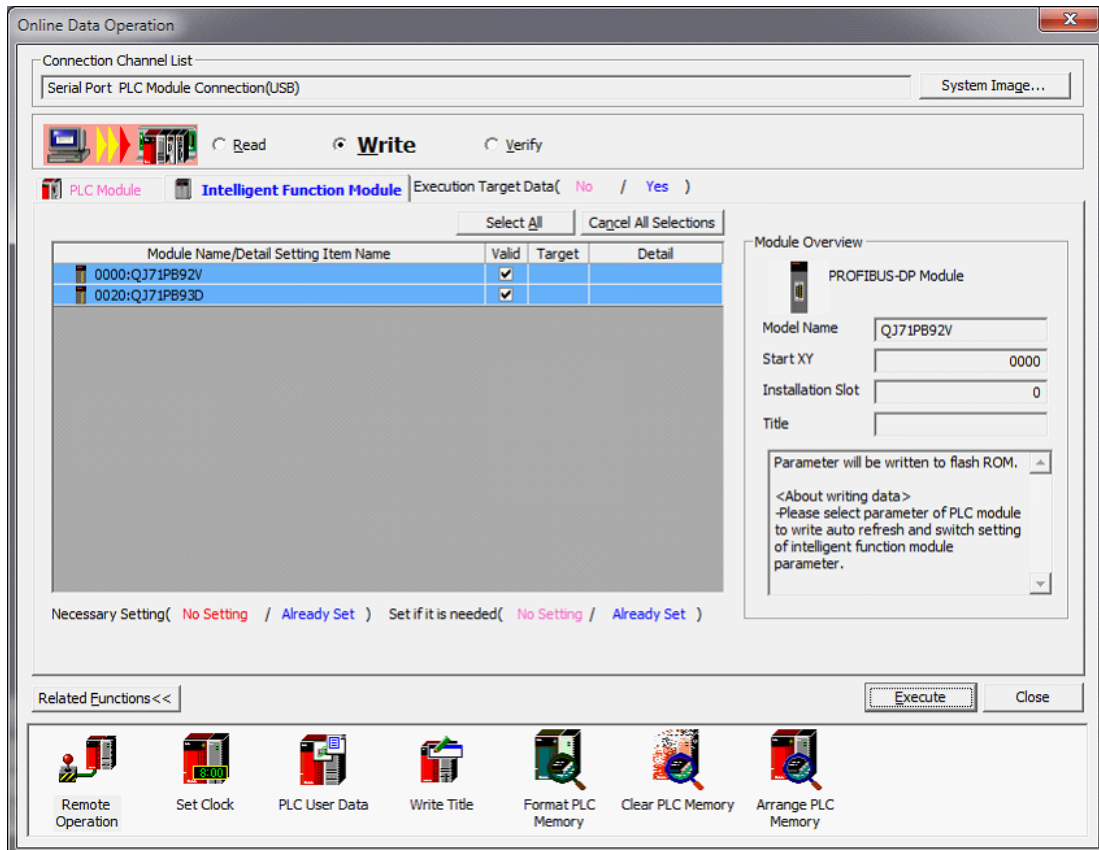 Online Data Operation
Connection Channel List
Serial Port PLC Module Connection(USB)
System Image...
Read
Write
Verify
PLC Module
Intelligent Function Module
Execution Target Data( No / Yes )
Select All
Cancel All Selections
Module Name/Detail Setting Item Name Valid Target Detail
0000:QJ71PB92V
0020:QJ71PB93D
Module Overview
PROFIBUS-DP Module
Model Name QJ71PB92V
Start XY 0000
Installation Slot 0
Title
Parameter will be written to flash ROM.
<About writing data>
-Please select parameter of PLC module
to write auto refresh and switch setting
of intelligent function module
parameter.
Necessary Setting( No Setting / Already Set ) Set if it is needed( No Setting / Already Set )
Related Functions<<
Execute
Close
8:00
Remote
Operation
Set Clock
PLC User Data
Write Title
Format PLC
Memory
Clear PLC Memory
Arrange PLC
Memory